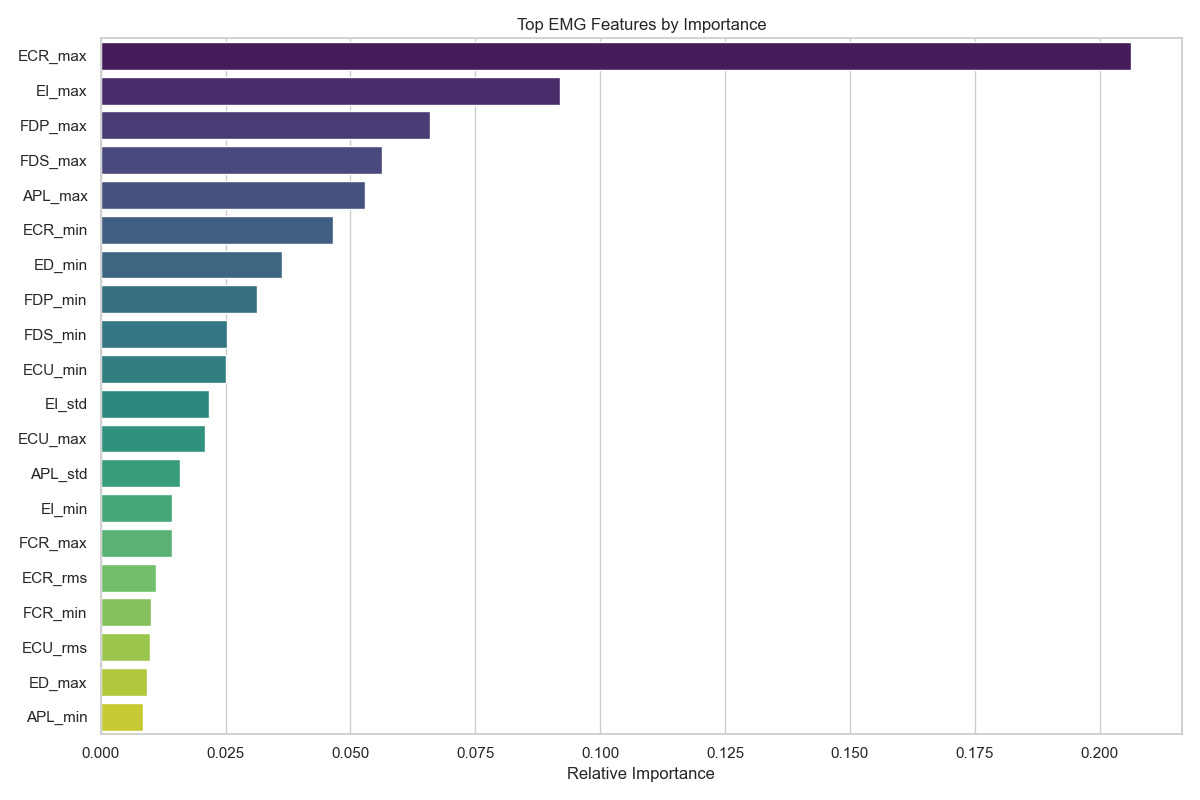 Top EMG Features by Importance
ECR_max
EI_max
FDP_max
FDS_max
APL_max
ECR_min
ED_min
FDP_min
FDS_min
ECU_min
EI_std
ECU_max
APL_std
EI_min
FCR_max
ECR_rms
FCR_min
ECU_rms
ED_max
APL_min
0.000 0.025 0.050 0.075 0.100 0.125 0.150 0.175 0.200
Relative Importance